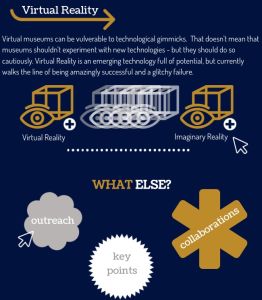 Virtual Reality
Virtual museums can be vulverable to technological gimmicks. That doesn't mean that
museums shouldn't experiment with new technologies - but they should do so
cautiously. Virtual Reality is an emerging technology full of potential, but currently
walks the line of being amazingly successful and a glitchy failure.
Virtual Reality
Imaginary Reality
WHAT ELSE?
outreach
collaborations
key
points